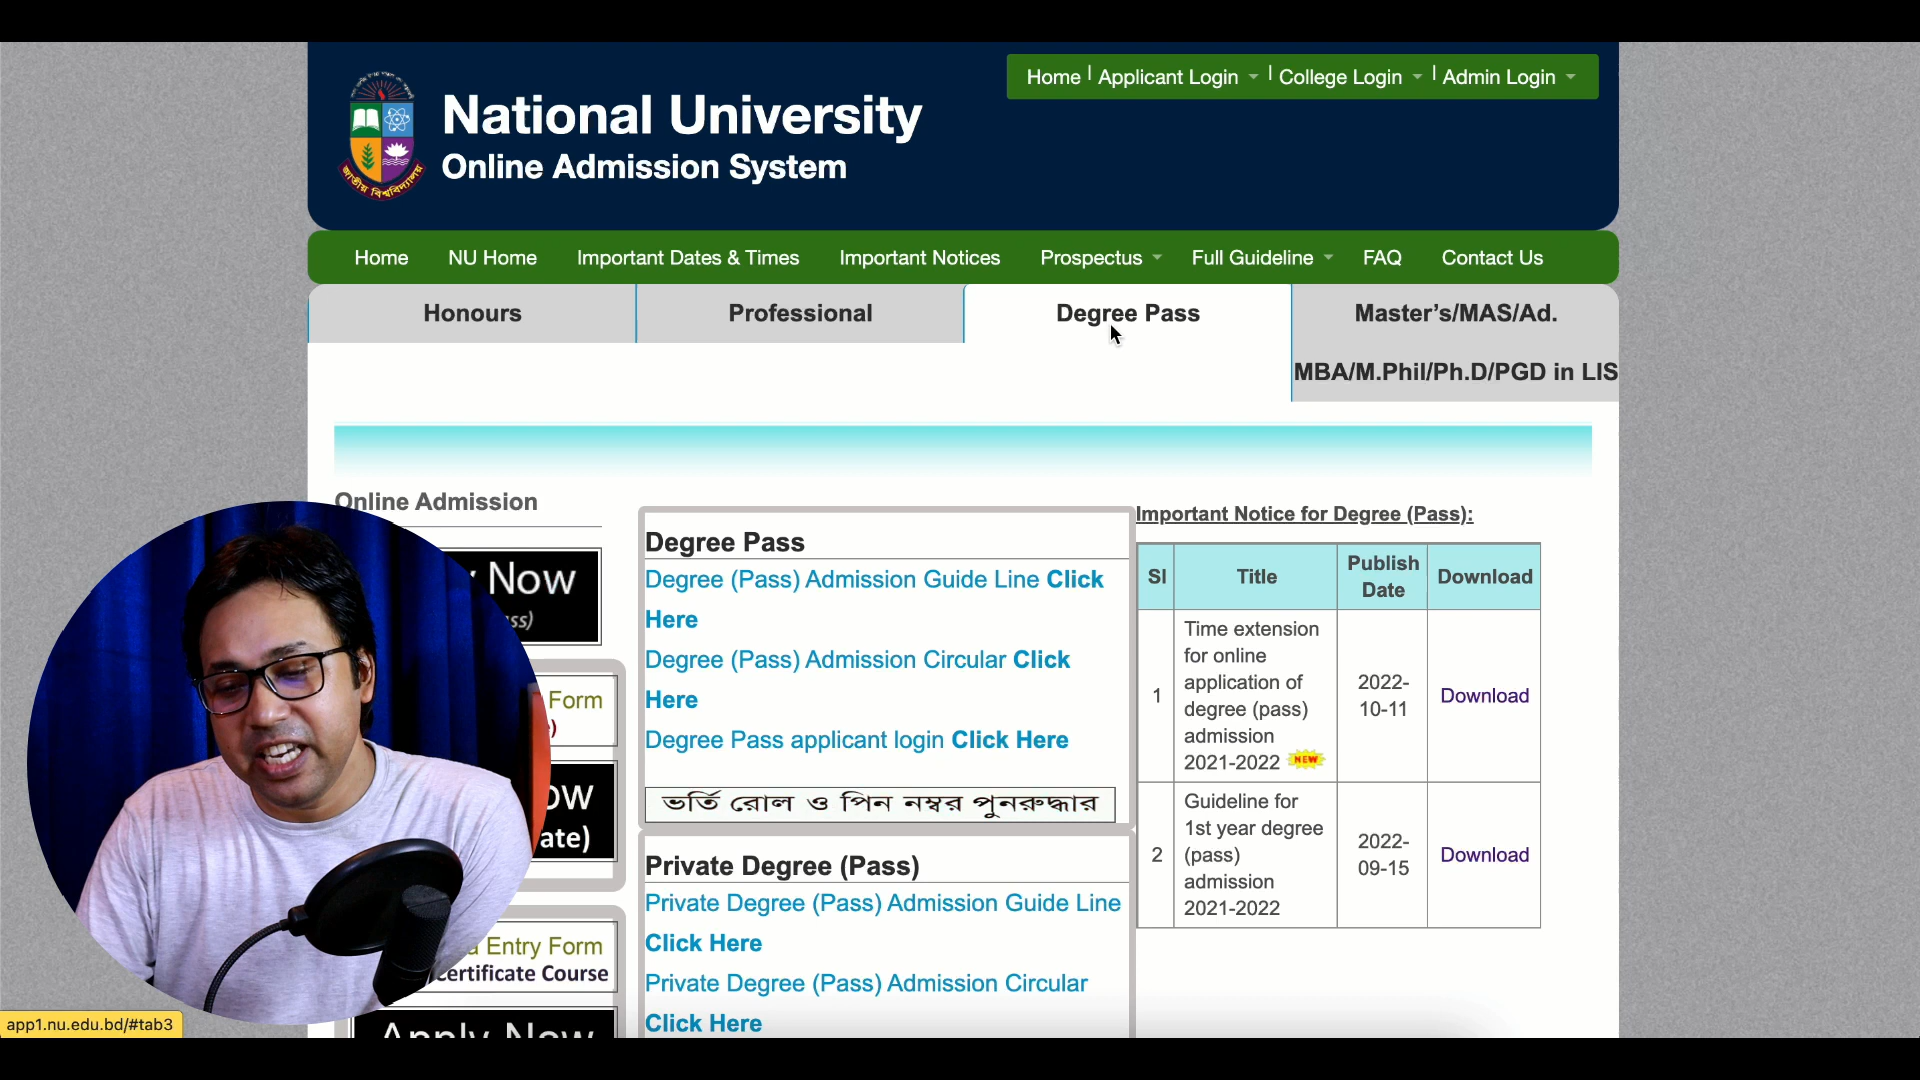 Home | Applicant Login | College Login | Admin Login
National University
Online Admission System
জাতীয় বিশ্ববিদ্যালয়
Home NU Home Important Dates & Times Important Notices Prospectus Full Guideline FAQ Contact Us
Honours Professional Degree Pass Master’s/MAS/Ad.
MBA/M.Phil/Ph.D/PGD in LIS
Online Admission
Now
Form
Entry Form
Certificate Course
Apply Now
Degree Pass
Degree (Pass) Admission Guide Line Click
Here
Degree (Pass) Admission Circular Click
Here
Degree Pass applicant login Click Here
ভর্তি রোল ও পিন নম্বর পুনরুদ্ধার
Private Degree (Pass)
Private Degree (Pass) Admission Guide Line
Click Here
Private Degree (Pass) Admission Circular
Click Here
Important Notice for Degree (Pass):
Sl Title Publish Date Download
1 Time extension
for online
application of
degree (pass)
admission
2021-2022 NEW
2022-
10-11
Download
2 Guideline for
1st year degree
(pass)
admission
2021-2022
2022-
09-15
Download
app1.nu.edu.bd/#tab3